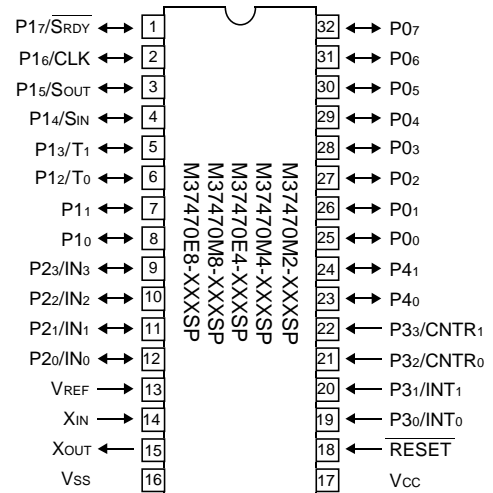 P17/SRDY 1 32 P07
P16/CLK 2 31 P06
P15/SOUT 3 30 P05
P14/SIN 4 29 P04
P13/T1 5 28 P03
P12/T0 6 27 P02
P11 7 26 P01
P10 8 25 P00
P23/IN3 9 24 P41
P22/IN2 10 23 P40
P21/IN1 11 22 P33/CNTR1
P20/IN0 12 21 P32/CNTR0
VREF 13 20 P31/INT1
XIN 14 19 P30/INT0
XOUT 15 18 RESET
VSS 16 17 VCC
M37470M2-XXXSP
M37470M4-XXXSP
M37470E4-XXXSP
M37470M8-XXXSP
M37470E8-XXXSP